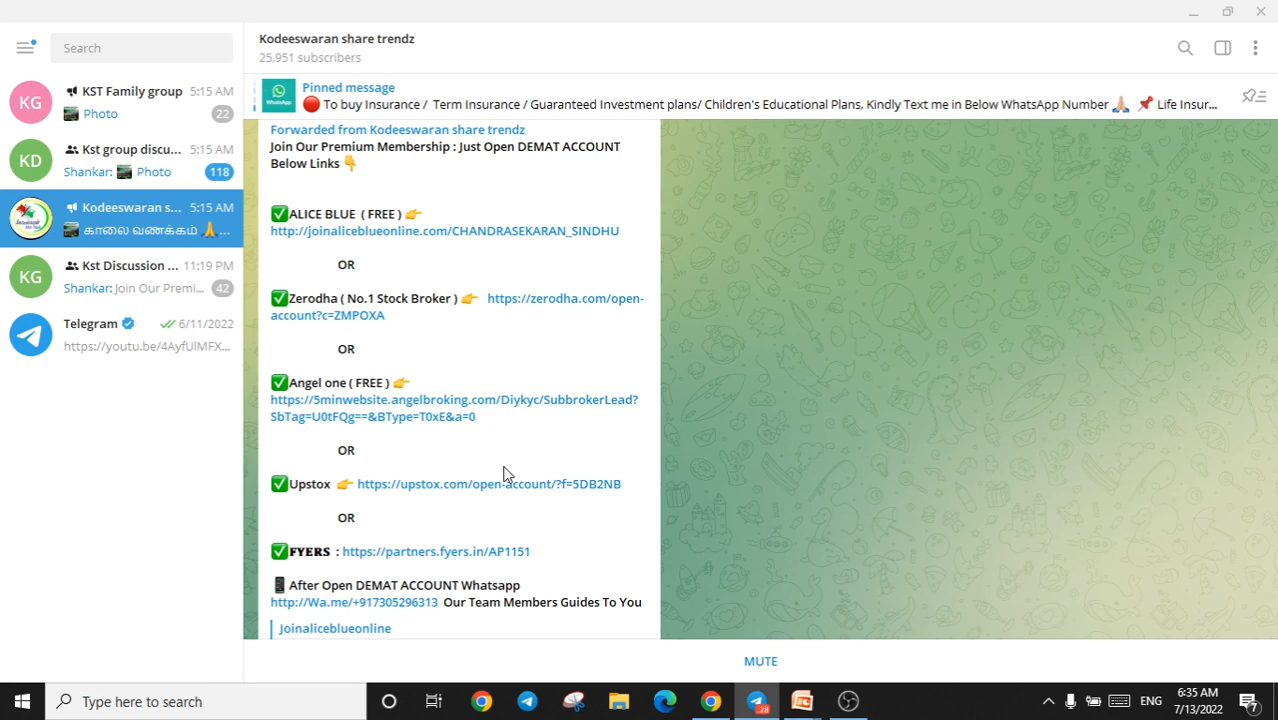 Search
KG
KST Family group 5:15 AM
Photo 22
KD
Kst group discu... 5:15 AM
Shankar: Photo 118
Kodeeswaran s... 5:15 AM
காலை வணக்கம் 🙏...
KG
Kst Discussion ... 11:19 PM
Shankar: Join Our Premi... 42
Telegram 6/11/2022
https://youtu.be/4AyfUlMFX...
Kodeeswaran share trendz
25,951 subscribers
WhatsApp
Pinned message
🔴 To buy Insurance / Term Insurance / Guaranteed Investment plans/ Children's Educational Plans, Kindly Text me in Below WhatsApp Number 🙏🏼 📌 Life Insur...
Forwarded from Kodeeswaran share trendz
Join Our Premium Membership : Just Open DEMAT ACCOUNT
Below Links 👇
✅ALICE BLUE ( FREE ) 👉
http://joinaliceblueonline.com/CHANDRASEKARAN_SINDHU
OR
✅Zerodha ( No.1 Stock Broker ) 👉 https://zerodha.com/open-
account?c=ZMPOXA
OR
✅Angel one ( FREE ) 👉
https://5minwebsite.angelbroking.com/Diykyc/SubbrokerLead?
SbTag=U0tFQg==&BType=T0xE&a=0
OR
✅Upstox 👉 https://upstox.com/open-account/?f=5DB2NB
OR
✅𝐅𝐘𝐄𝐑𝐒 : https://partners.fyers.in/AP1151
📱After Open DEMAT ACCOUNT Whatsapp
http://Wa.me/+917305296313 Our Team Members Guides To You
Joinaliceblueonline
MUTE
Type here to search
28
ENG
6:35 AM
7/13/2022
7